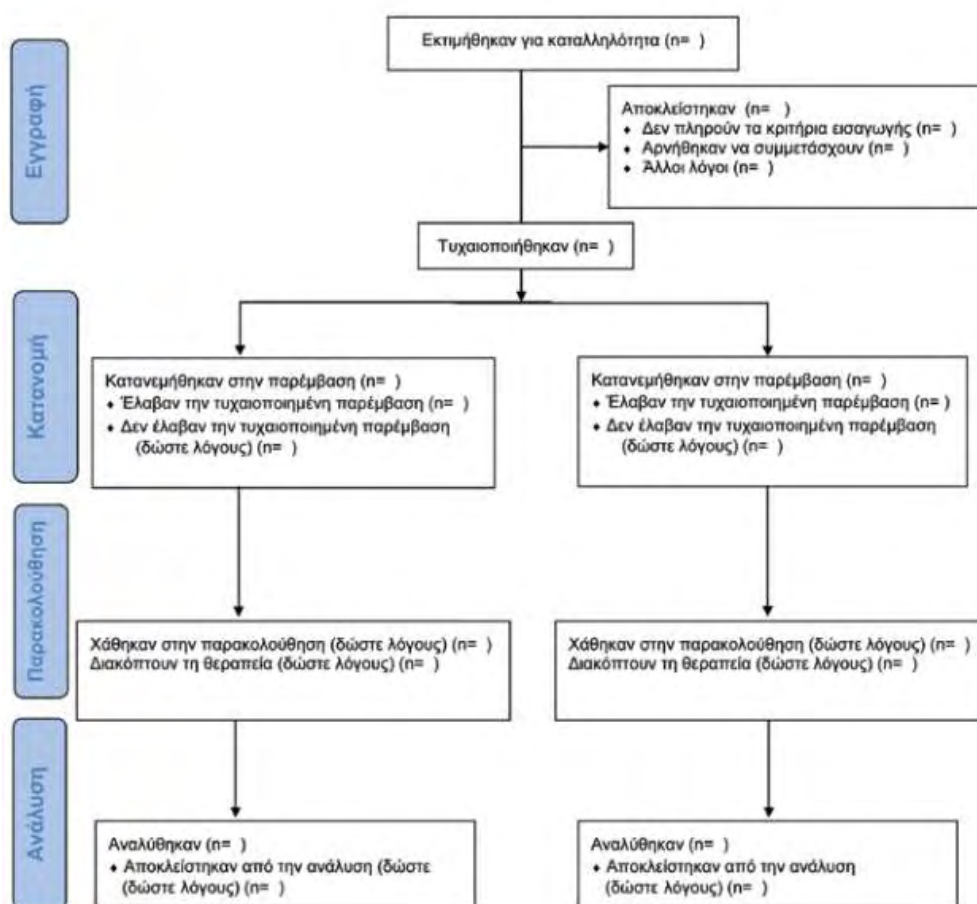 Εγγραφή
Εκτιμήθηκαν για καταλληλότητα (n=  )
Αποκλείστηκαν  (n=  )
♦ Δεν πληρούν τα κριτήρια εισαγωγής (n=  )
♦ Αρνήθηκαν να συμμετάσχουν (n=  )
♦ Άλλοι λόγοι (n=  )
Τυχαιοποιήθηκαν (n=  )
Κατανομή
Κατανεμήθηκαν στην παρέμβαση (n=  )
♦ Έλαβαν την τυχαιοποιημένη παρέμβαση (n=  )
♦ Δεν έλαβαν την τυχαιοποιημένη παρέμβαση
(δώστε λόγους) (n=  )
Κατανεμήθηκαν στην παρέμβαση (n=  )
♦ Έλαβαν την τυχαιοποιημένη παρέμβαση (n= )
♦ Δεν έλαβαν την τυχαιοποιημένη παρέμβαση
(δώστε λόγους) (n=  )
Παρακολούθηση
Χάθηκαν στην παρακολούθηση (δώστε λόγους) (n=  )
Διακόπτουν τη θεραπεία (δώστε λόγους) (n=  )
Χάθηκαν στην παρακολούθηση (δώστε λόγους) (n=  )
Διακόπτουν τη θεραπεία (δώστε λόγους) (n=  )
Ανάλυση
Αναλύθηκαν (n=  )
♦ Αποκλείστηκαν από την ανάλυση (δώστε
(δώστε λόγους) (n=  )
Αναλύθηκαν (n=  )
♦ Αποκλείστηκαν από την ανάλυση
(δώστε λόγους) (n=  )